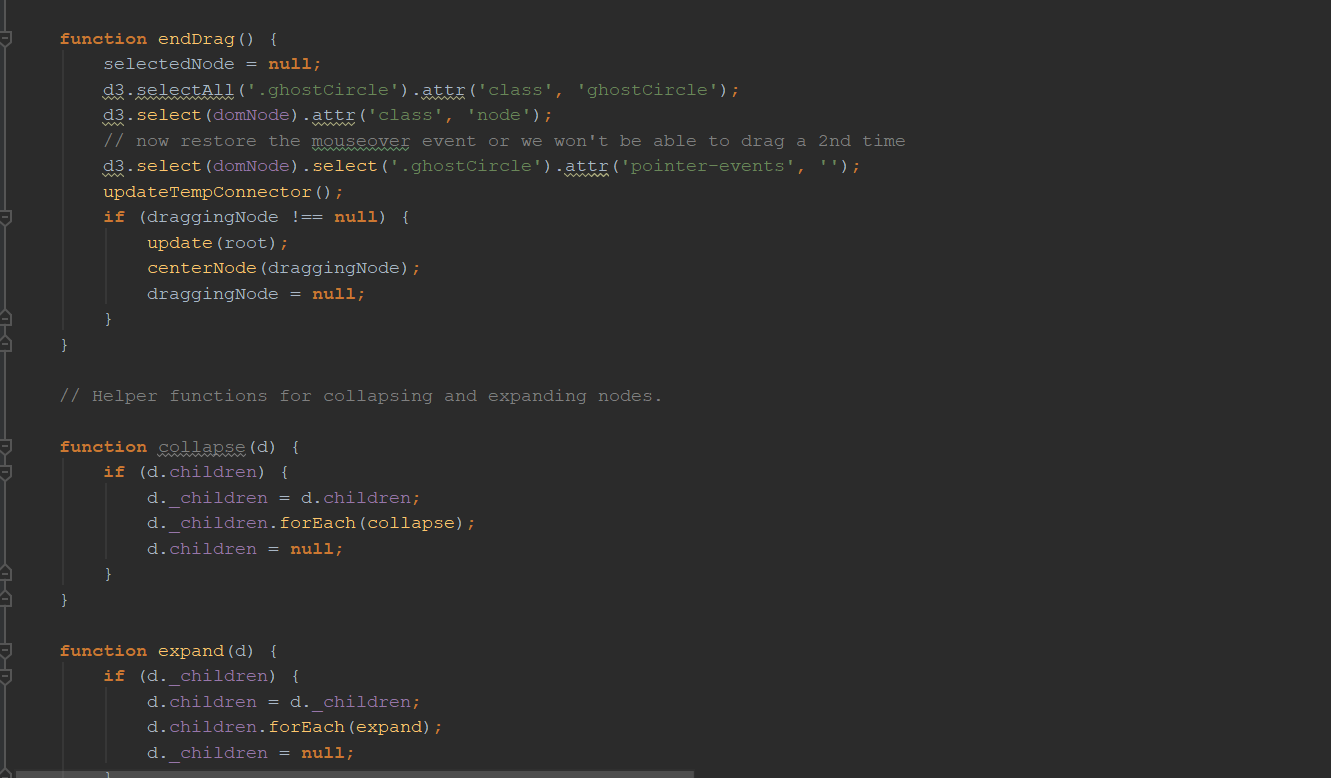 function endDrag() {
    selectedNode = null;
    d3.selectAll('.ghostCircle').attr('class', 'ghostCircle');
    d3.select(domNode).attr('class', 'node');
    // now restore the mouseover event or we won't be able to drag a 2nd time
    d3.select(domNode).select('.ghostCircle').attr('pointer-events', '');
    updateTempConnector();
    if (draggingNode !== null) {
        update(root);
        centerNode(draggingNode);
        draggingNode = null;
    }
}
// Helper functions for collapsing and expanding nodes.
function collapse(d) {
    if (d.children) {
        d._children = d.children;
        d._children.forEach(collapse);
        d.children = null;
    }
}
function expand(d) {
    if (d._children) {
        d.children = d._children;
        d.children.forEach(expand);
        d._children = null;
    }